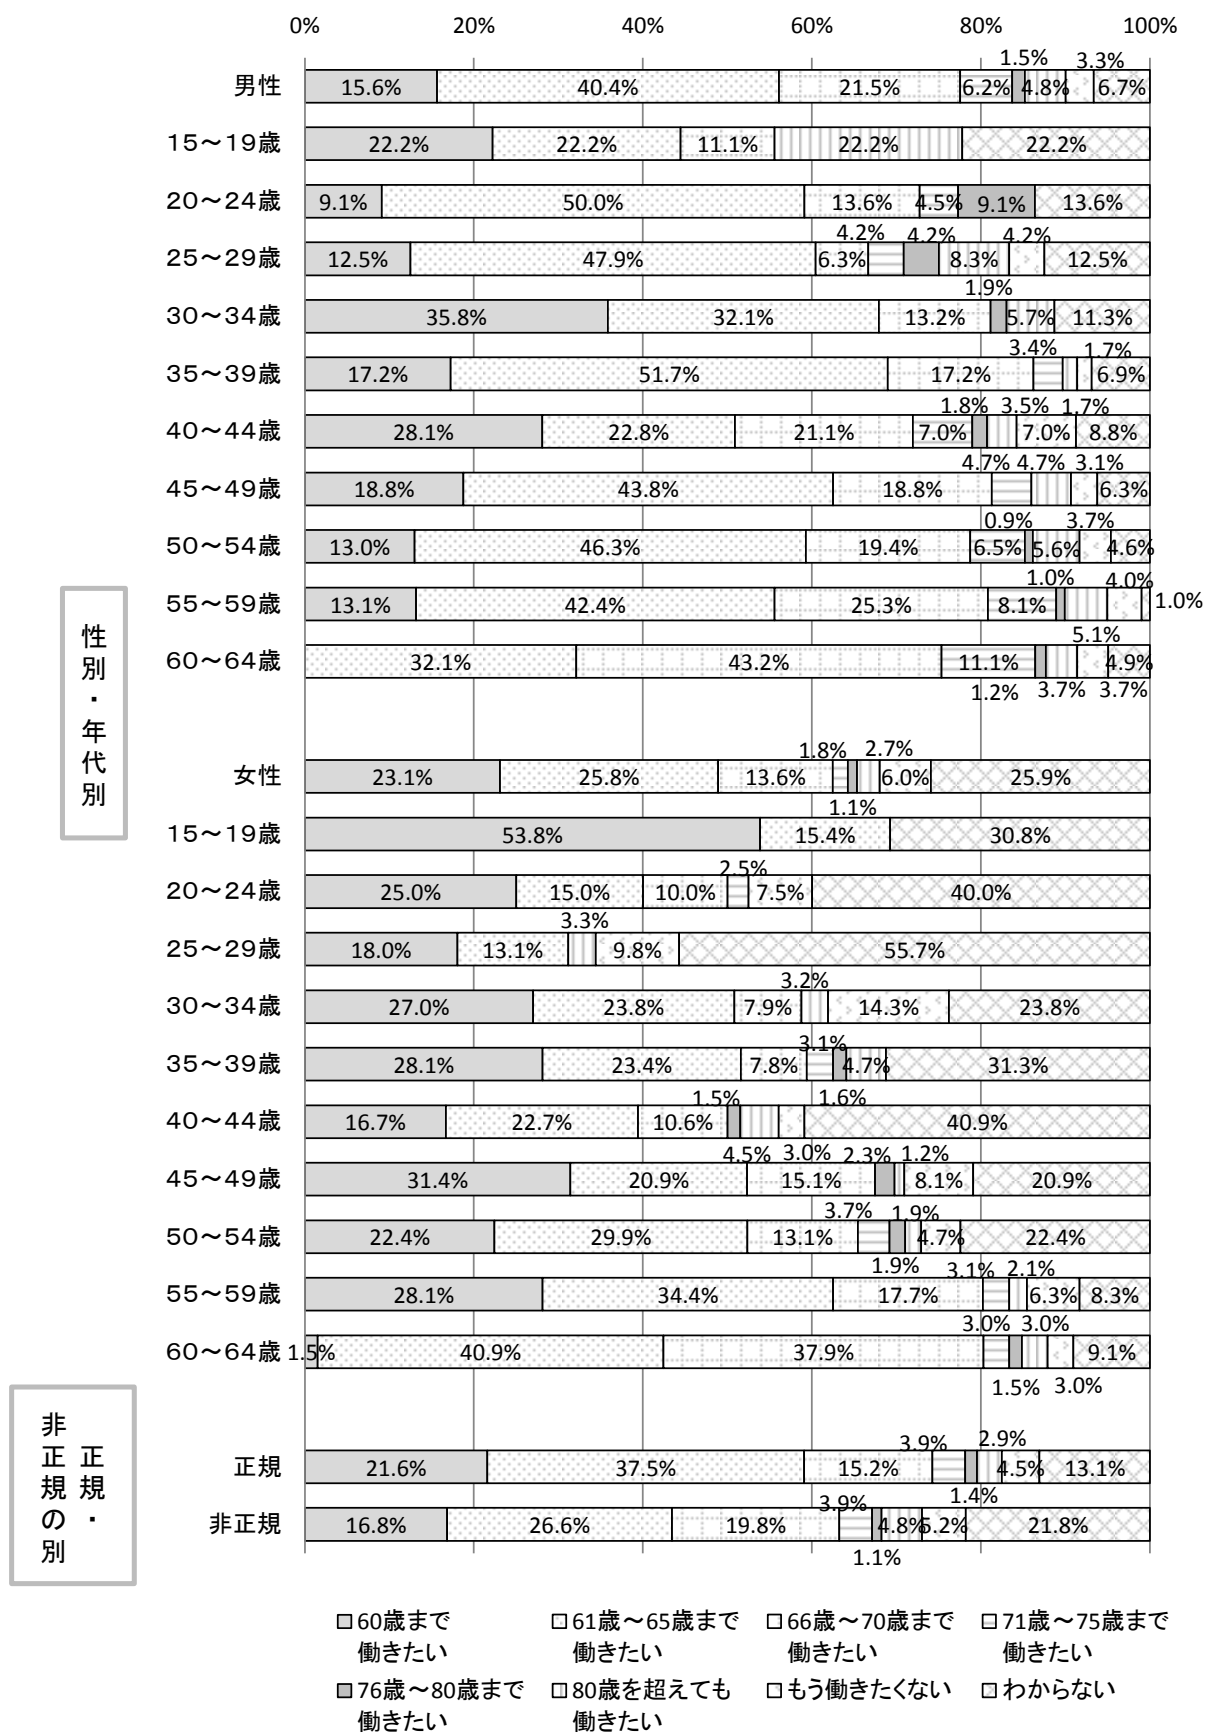 0% 20% 40% 60% 80% 100%
1.5% 3.3%
男性 15.6% 40.4% 21.5% 6.2% 4.8% 6.7%
15～19歳 22.2% 22.2% 11.1% 22.2% 22.2%
20～24歳 9.1% 50.0% 13.6% 4.5% 9.1% 13.6%
4.2% 4.2% 4.2%
25～29歳 12.5% 47.9% 6.3% 8.3% 12.5%
1.9%
30～34歳 35.8% 32.1% 13.2% 5.7% 11.3%
3.4% 1.7%
35～39歳 17.2% 51.7% 17.2% 6.9%
1.8% 3.5% 1.7%
40～44歳 28.1% 22.8% 21.1% 7.0% 7.0% 8.8%
4.7% 4.7% 3.1%
45～49歳 18.8% 43.8% 18.8% 6.3%
0.9% 3.7%
50～54歳 13.0% 46.3% 19.4% 6.5% 5.6% 4.6%
1.0% 4.0%
55～59歳 13.1% 42.4% 25.3% 8.1% 1.0%
5.1%
60～64歳 32.1% 43.2% 11.1% 4.9%
1.2% 3.7% 3.7%
性別・年代別
1.8% 2.7%
女性 23.1% 25.8% 13.6% 6.0% 25.9%
1.1%
15～19歳 53.8% 15.4% 30.8%
2.5%
20～24歳 25.0% 15.0% 10.0% 7.5% 40.0%
3.3%
25～29歳 18.0% 13.1% 9.8% 55.7%
3.2%
30～34歳 27.0% 23.8% 7.9% 14.3% 23.8%
3.1%
35～39歳 28.1% 23.4% 7.8% 4.7% 31.3%
1.5% 1.6%
40～44歳 16.7% 22.7% 10.6% 40.9%
4.5% 3.0% 2.3% 1.2%
45～49歳 31.4% 20.9% 15.1% 8.1% 20.9%
3.7% 1.9%
50～54歳 22.4% 29.9% 13.1% 4.7% 22.4%
1.9% 3.1% 2.1%
55～59歳 28.1% 34.4% 17.7% 6.3% 8.3%
3.0% 3.0%
60～64歳 1.5% 40.9% 37.9% 9.1%
1.5% 3.0%
正規・
非正規の別
3.9% 2.9%
正規 21.6% 37.5% 15.2% 4.5% 13.1%
3.9% 1.4%
非正規 16.8% 26.6% 19.8% 4.8% 5.2% 21.8%
1.1%
60歳まで 61歳～65歳まで 66歳～70歳まで 71歳～75歳まで
働きたい 働きたい 働きたい 働きたい
76歳～80歳まで 80歳を超えても もう働きたくない わからない
働きたい 働きたい